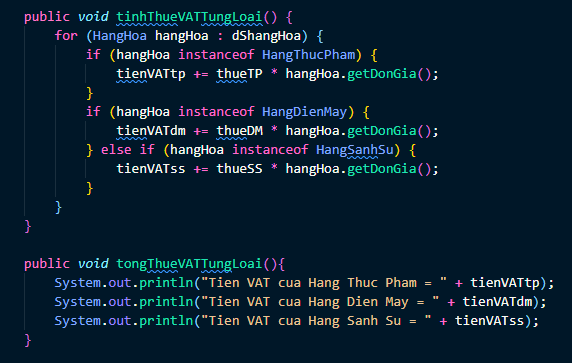 public void tinhThueVATTungLoai() {
    for (HangHoa hangHoa : dShangHoa) {
        if (hangHoa instanceof HangThucPham) {
            tienVATtp += thueTP * hangHoa.getDonGia();
        }
        if (hangHoa instanceof HangDienMay) {
            tienVATdm += thueDM * hangHoa.getDonGia();
        } else if (hangHoa instanceof HangSanhSu) {
            tienVATss += thueSS * hangHoa.getDonGia();
        }
    }
}
public void tongThueVATTungLoai(){
    System.out.println("Tien VAT cua Hang Thuc Pham = " + tienVATtp);
    System.out.println("Tien VAT cua Hang Dien May = " + tienVATdm);
    System.out.println("Tien VAT cua Hang Sanh Su = " + tienVATss);
}